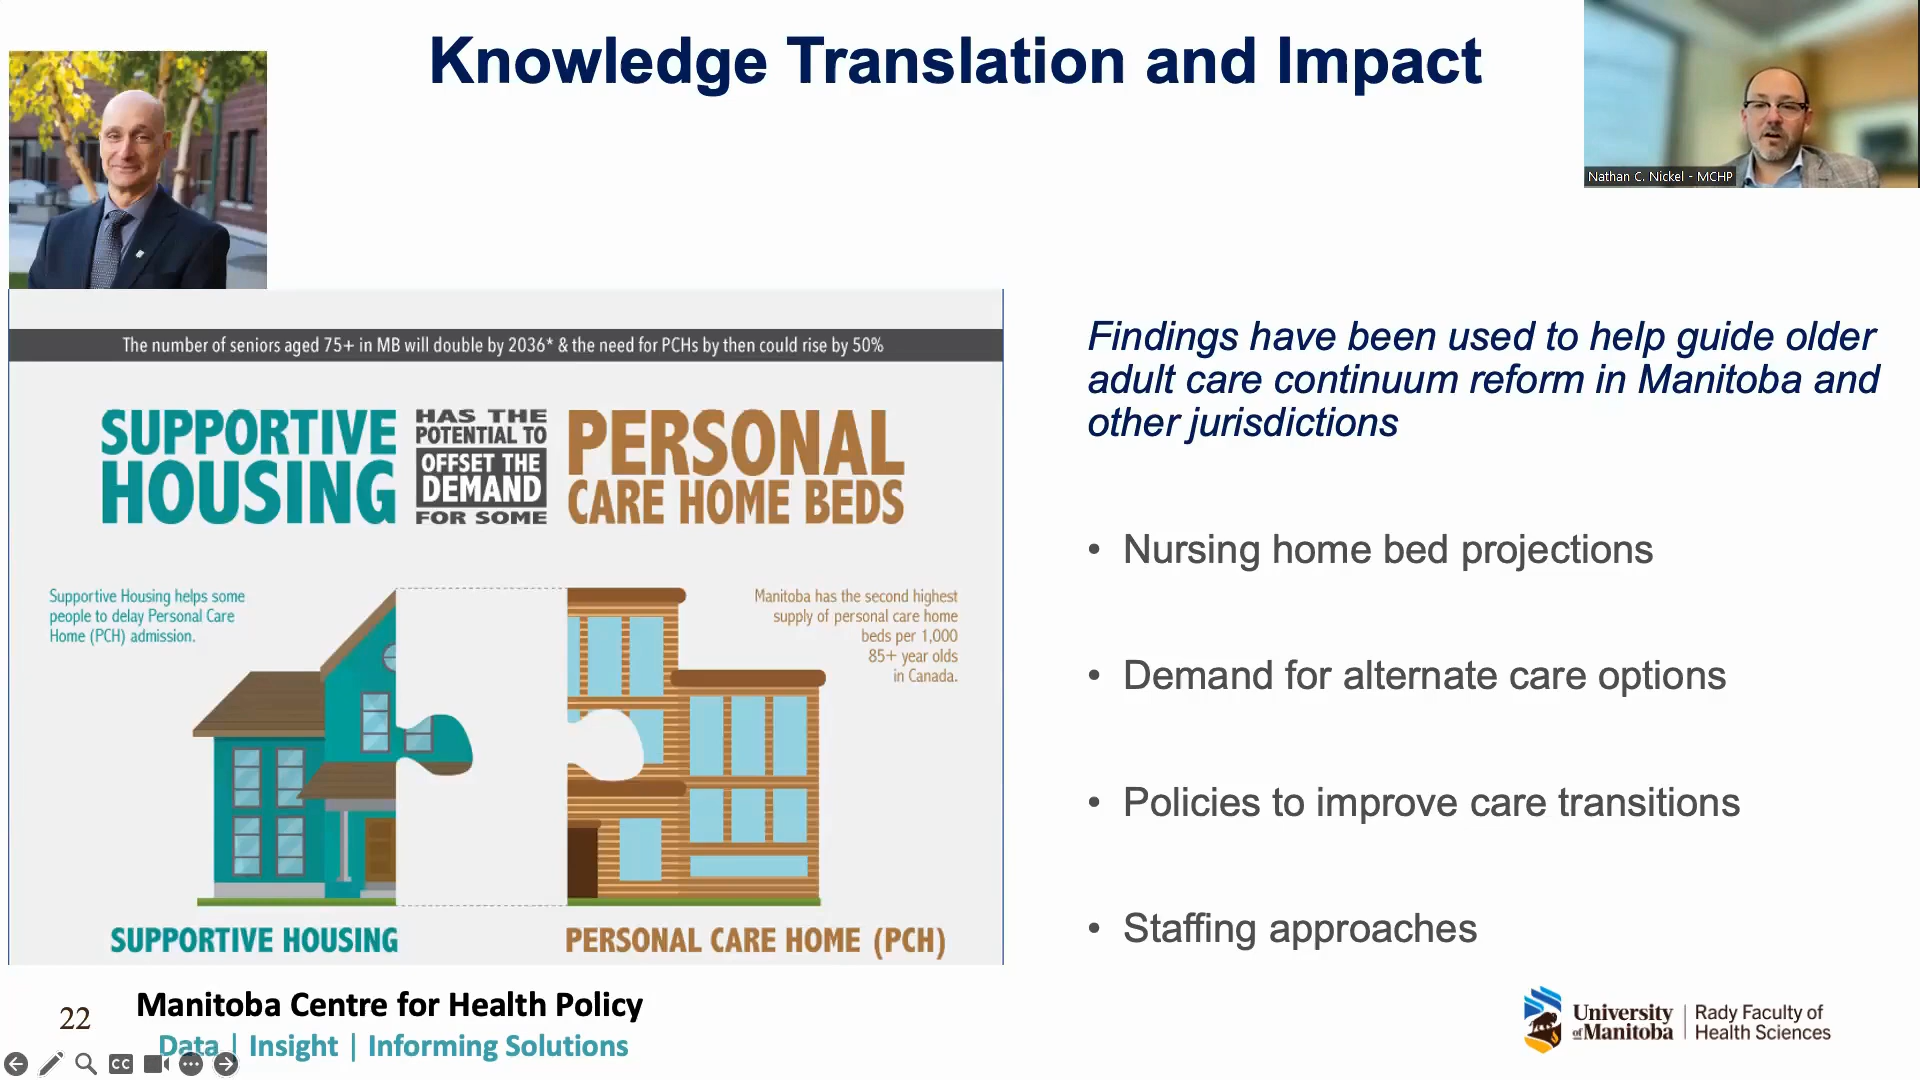 Knowledge Translation and Impact
Nathan C. Nickel - MCHP
The number of seniors aged 75+ in MB will double by 2036* & the need for PCHs by then could rise by 50%
SUPPORTIVE
HOUSING
HAS THE
POTENTIAL TO
OFFSET THE
DEMAND
FOR SOME
PERSONAL
CARE HOME BEDS
Supportive Housing helps some
people to delay Personal Care
Home (PCH) admission.
Manitoba has the second highest
supply of personal care home
beds per 1,000
85+ year olds
in Canada.
SUPPORTIVE HOUSING
PERSONAL CARE HOME (PCH)
Findings have been used to help guide older
adult care continuum reform in Manitoba and
other jurisdictions
• Nursing home bed projections
• Demand for alternate care options
• Policies to improve care transitions
• Staffing approaches
22
Manitoba Centre for Health Policy
Data | Insight | Informing Solutions
CC
University
of Manitoba
Rady Faculty of
Health Sciences